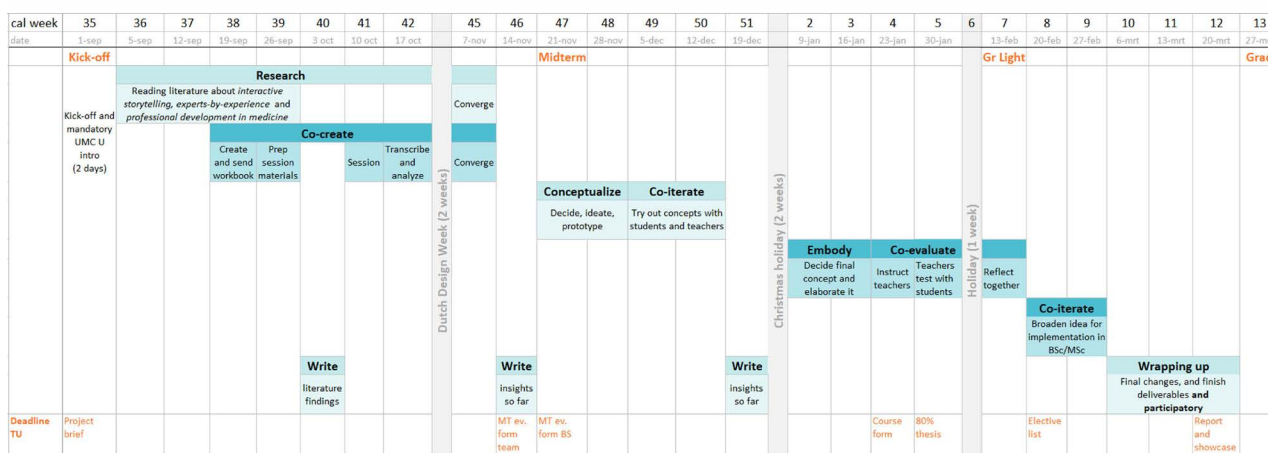 cal week 35 36 37 38 39 40 41 42 45 46 47 48 49 50 51 2 3 4 5 6 7 8 9 10 11 12 13
date 1-sep 5-sep 12-sep 19-sep 26-sep 3 oct 10 oct 17 oct 7-nov 14-nov 21-nov 28-nov 5-dec 12-dec 19-dec 9-jan 16-jan 23-jan 30-jan 13-feb 20-feb 27-feb 6-mrt 13-mrt 20-mrt
Kick-off Midterm Gr Light
Research
Reading literature about interactive
storytelling, experts-by-experience and
professional development in medicine
Converge
Kick-off and
mandatory
UMC U
intro
(2 days)
Co-create
Create
and send
workbook
Prep
session
materials
Session
Transcribe
and
analyze
Converge
Dutch Design Week (2 weeks)
Conceptualize
Decide, ideate,
prototype
Co-iterate
Try out concepts with
students and teachers
Christmas holiday (2 weeks)
Embody
Decide final
concept and
elaborate it
Co-evaluate
Instruct
teachers
Teachers
test with
students
Holiday (1 week)
Reflect
together
Co-iterate
Broaden idea for
implementation in
BSc/MSc
Write
literature
findings
Write
insights
so far
Write
insights
so far
Wrapping up
Final changes, and finish
deliverables and
participatory
Deadline
TU
Project
brief
MT ev.
form
team
MT ev.
form BS
Course
form
80%
thesis
Elective
list
Report
and
showcase